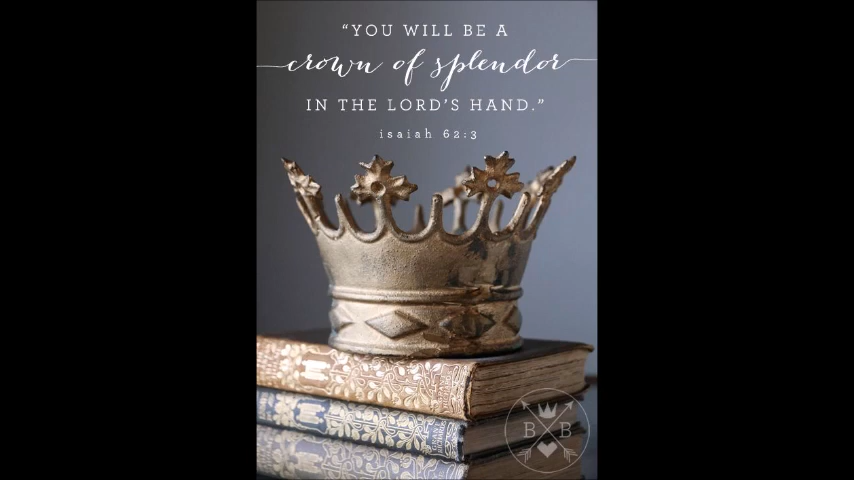 “YOU WILL BE A
crown of splendor
IN THE LORD’S HAND.”
isaiah 62:3
B B